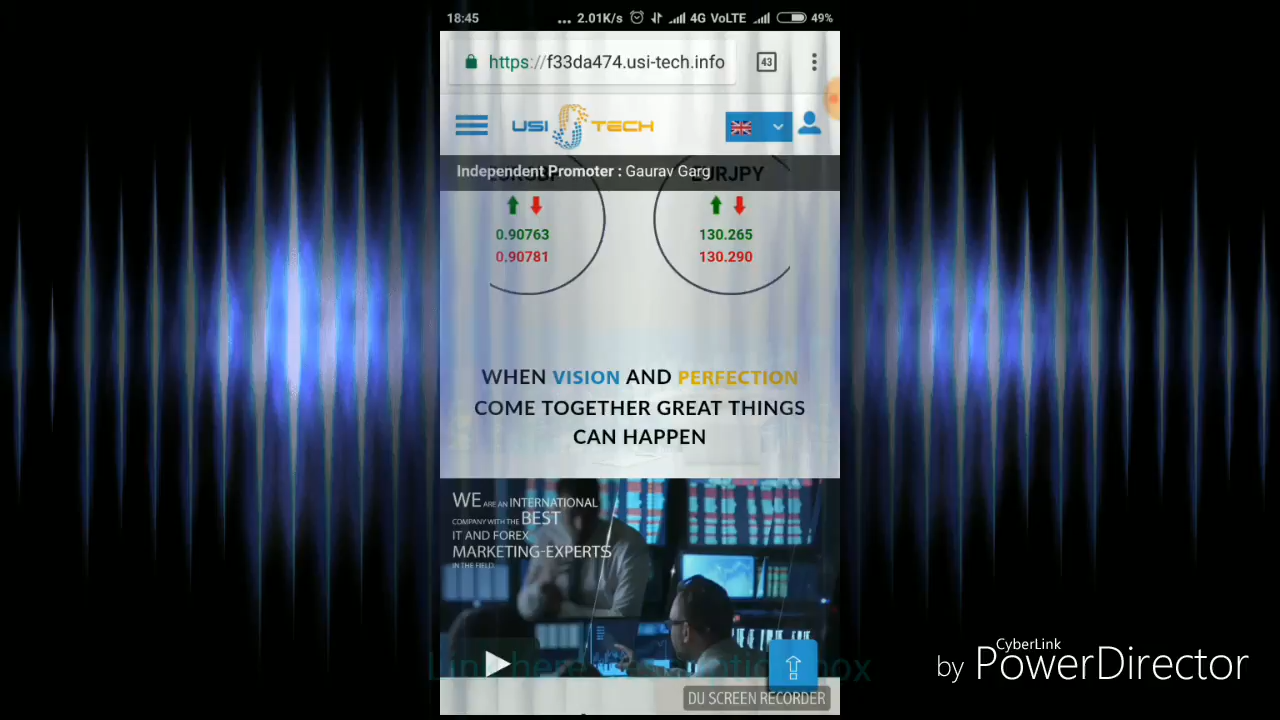 18:45
... 2.01K/s 4G VoLTE 49%
https://f33da474.usi-tech.info
43
USI TECH
Independent Promoter : Gaurav Garg
EURJPY
0.90763
0.90781
130.265
130.290
WHEN VISION AND PERFECTION
COME TOGETHER GREAT THINGS
CAN HAPPEN
WE ARE AN INTERNATIONAL
COMPANY WITH THE BEST
IT AND FOREX
MARKETING-EXPERTS
IN THE FIELD.
DU SCREEN RECORDER
CyberLink
by PowerDirector